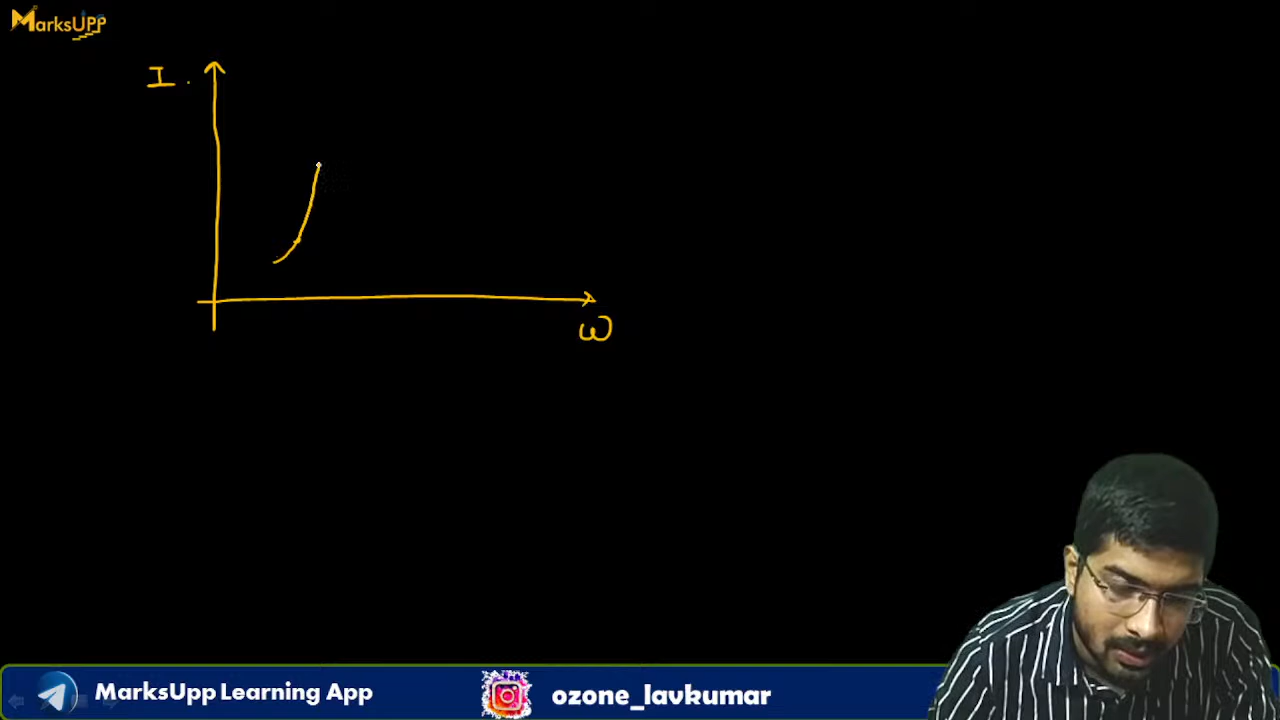 MarksUPP
I
ω
MarksUpp Learning App
ozone_lavkumar